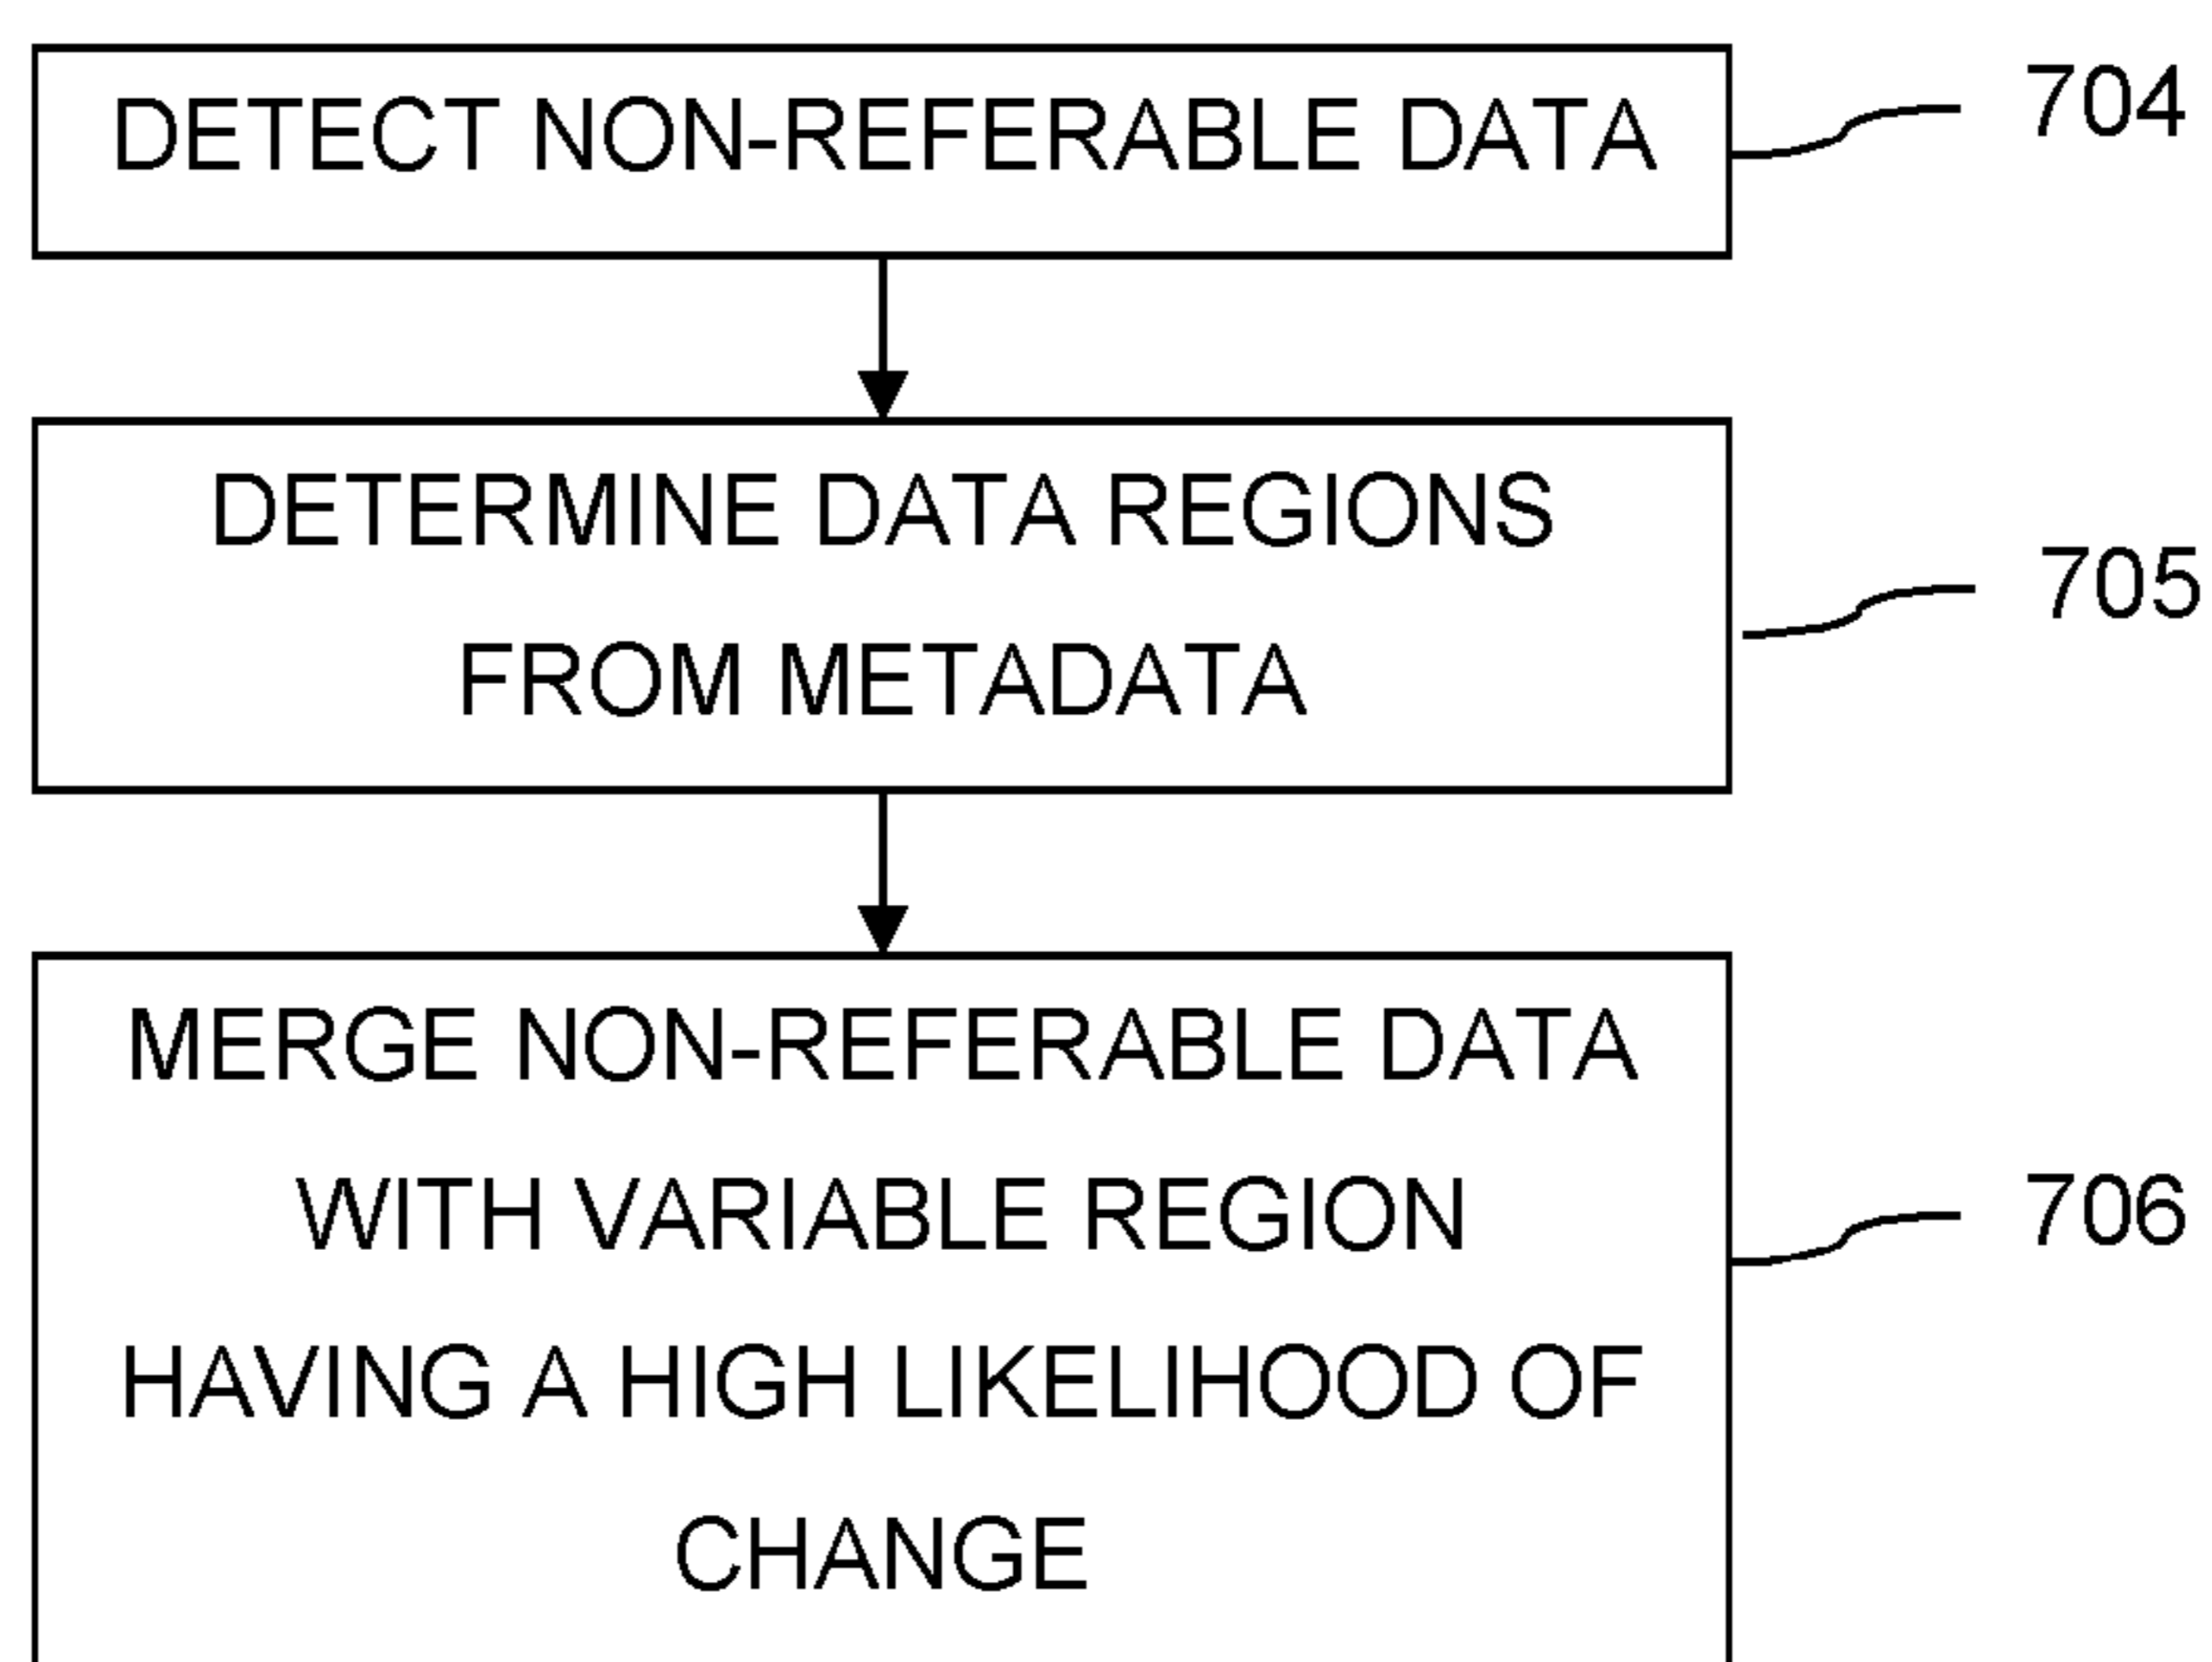 DETECT NON-REFERABLE DATA
704
DETERMINE DATA REGIONS
FROM METADATA
705
MERGE NON-REFERABLE DATA
WITH VARIABLE REGION
HAVING A HIGH LIKELIHOOD OF
CHANGE
706